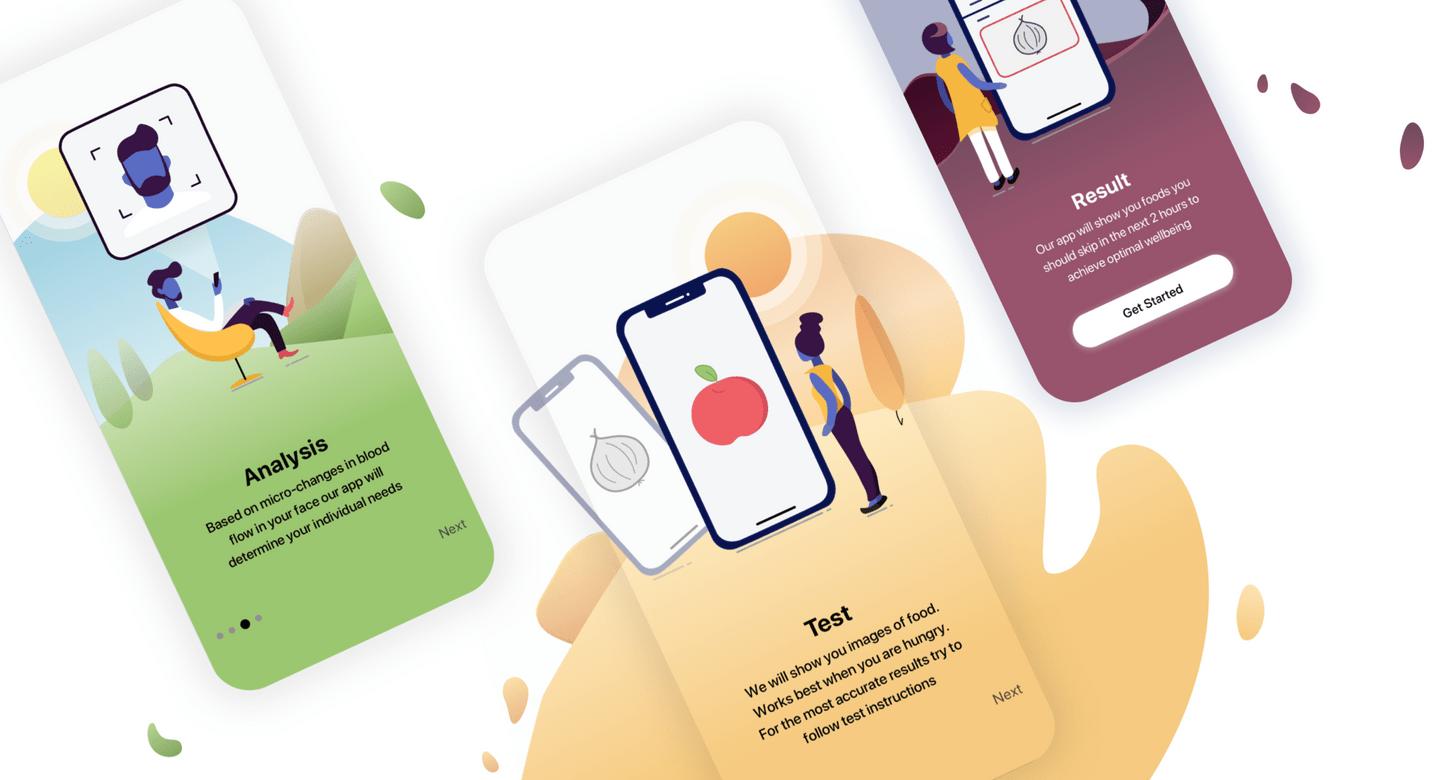 Analysis
Based on micro-changes in blood
flow in your face our app will
determine your individual needs
Next
Test
We will show you images of food.
Works best when you are hungry.
For the most accurate results try to
follow test instructions
Next
Result
Our app will show you foods you
should skip in the next 2 hours to
achieve optimal wellbeing
Get Started